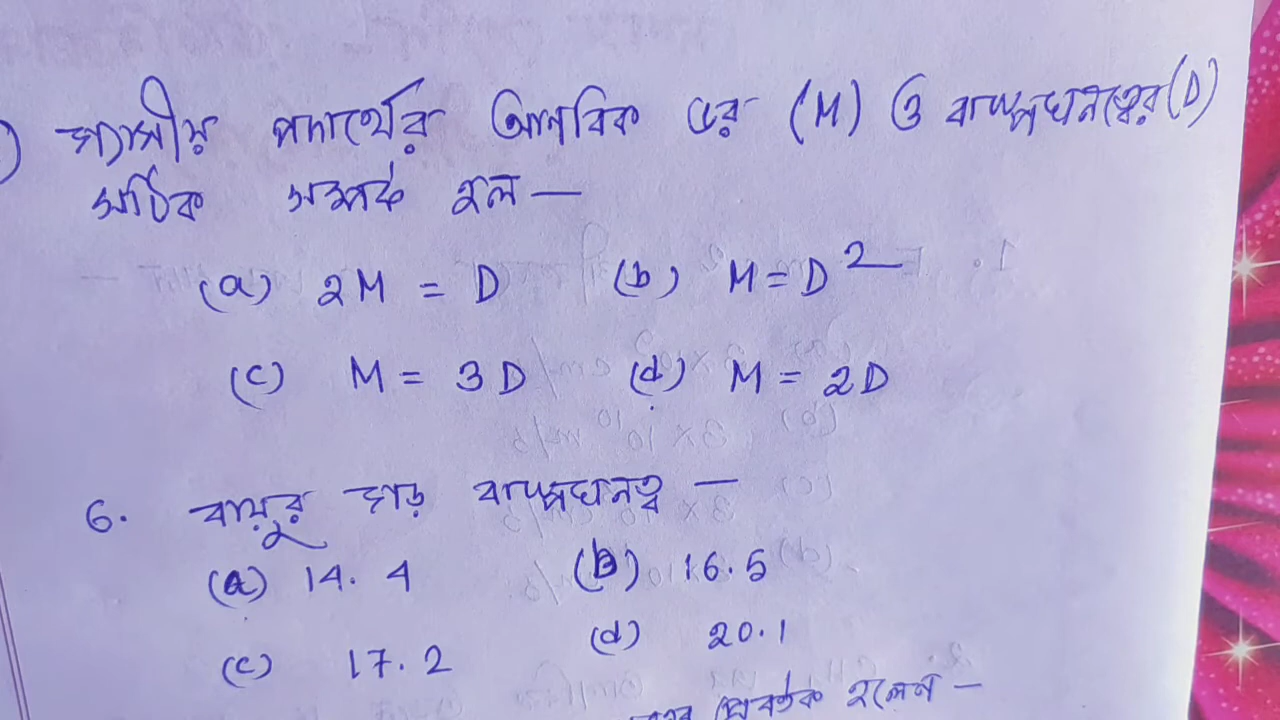 ) গ্যাসীয় পদার্থের আণবিক ভর (M) ও বাষ্পঘনত্বের (D)
সঠিক সম্পর্ক হল —
(a) 2M = D (b) M = D²
(c) M = 3D (d) M = 2D
6. বায়ুর গড় বাষ্পঘনত্ব —
(a) 14.4 (b) 16.5
(c) 17.2 (d) 20.1
প্রবর্তক হলেন —